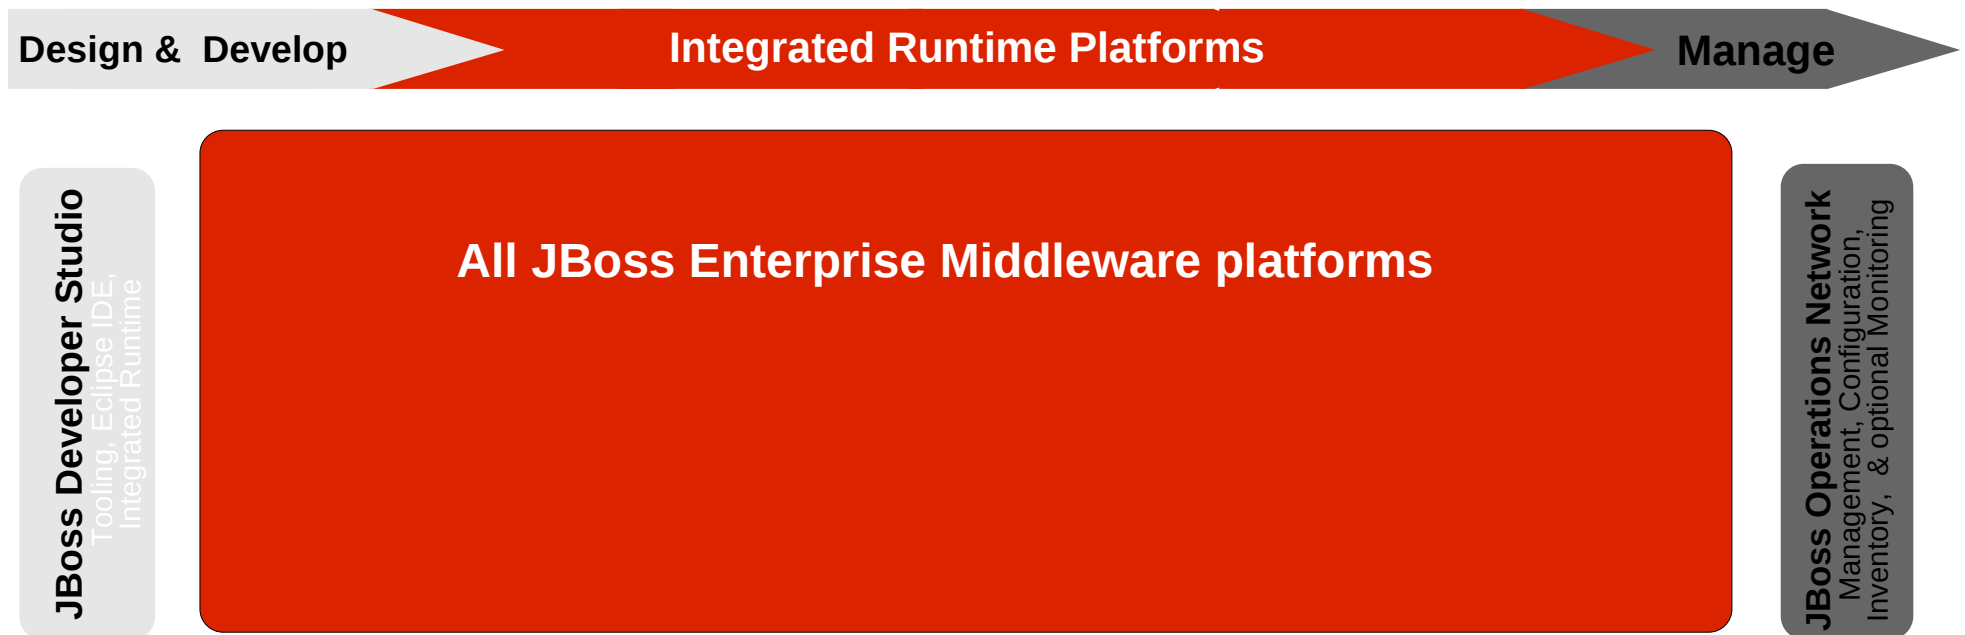 Design &  Develop
Integrated Runtime Platforms
Manage
JBoss Developer Studio
Tooling, Eclipse IDE,
Integrated Runtime
All JBoss Enterprise Middleware platforms
JBoss Operations Network
Management, Configuration,
Inventory,  & optional Monitoring